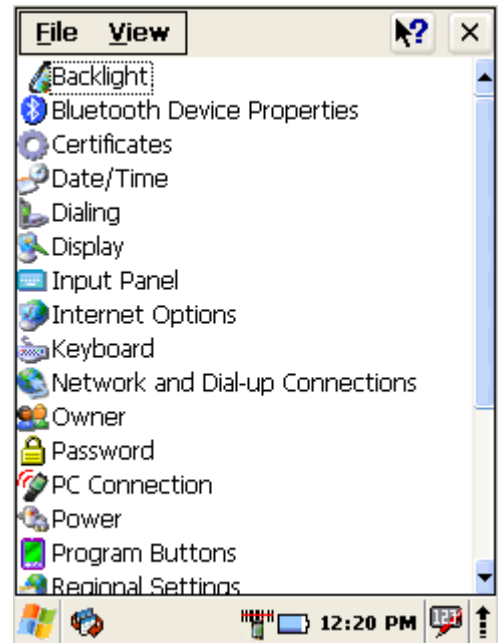 File View ?
Backlight
Bluetooth Device Properties
Certificates
Date/Time
Dialing
Display
Input Panel
Internet Options
Keyboard
Network and Dial-up Connections
Owner
Password
PC Connection
Power
Program Buttons
Regional Settings
12:20 PM 123